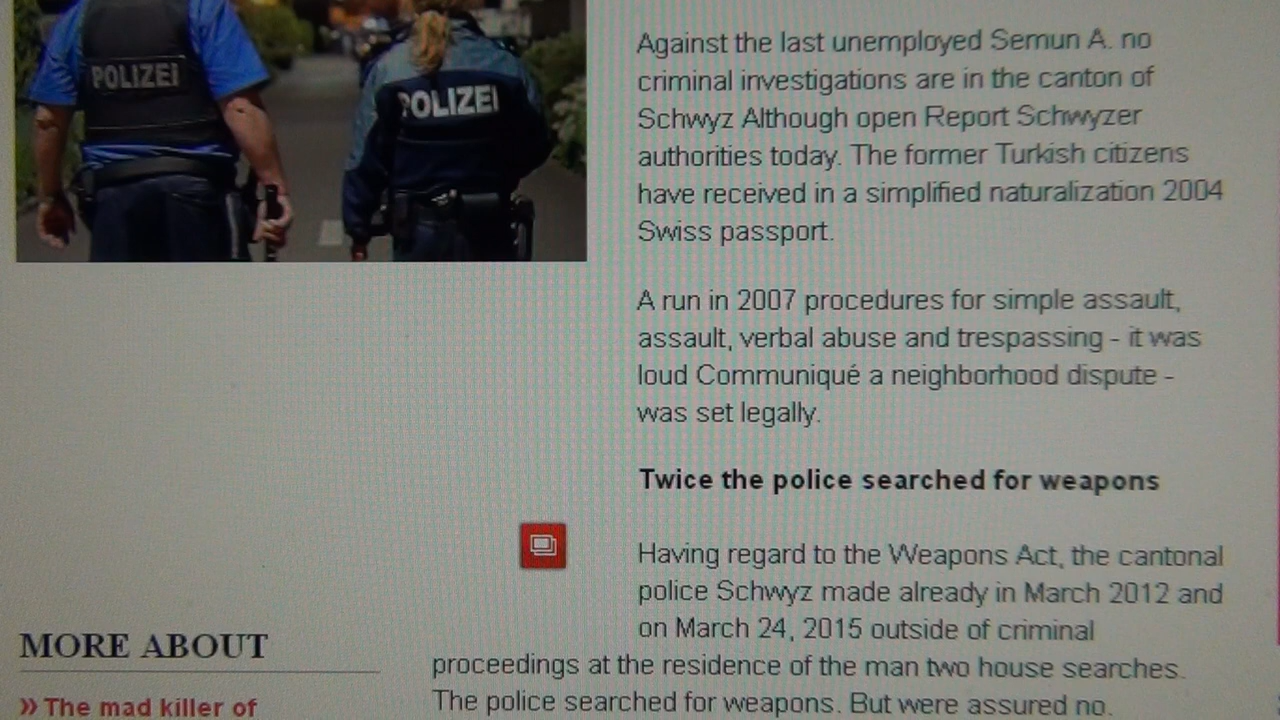 POLIZEI
POLIZEI
Against the last unemployed Semun A. no
criminal investigations are in the canton of
Schwyz Although open Report Schwyzer
authorities today. The former Turkish citizens
have received in a simplified naturalization 2004
Swiss passport.
A run in 2007 procedures for simple assault,
assault, verbal abuse and trespassing - it was
loud Communiqué a neighborhood dispute -
was set legally.
Twice the police searched for weapons
Having regard to the Weapons Act, the cantonal
police Schwyz made already in March 2012 and
on March 24, 2015 outside of criminal
proceedings at the residence of the man two house searches.
The police searched for weapons. But were assured no.
MORE ABOUT
» The mad killer of